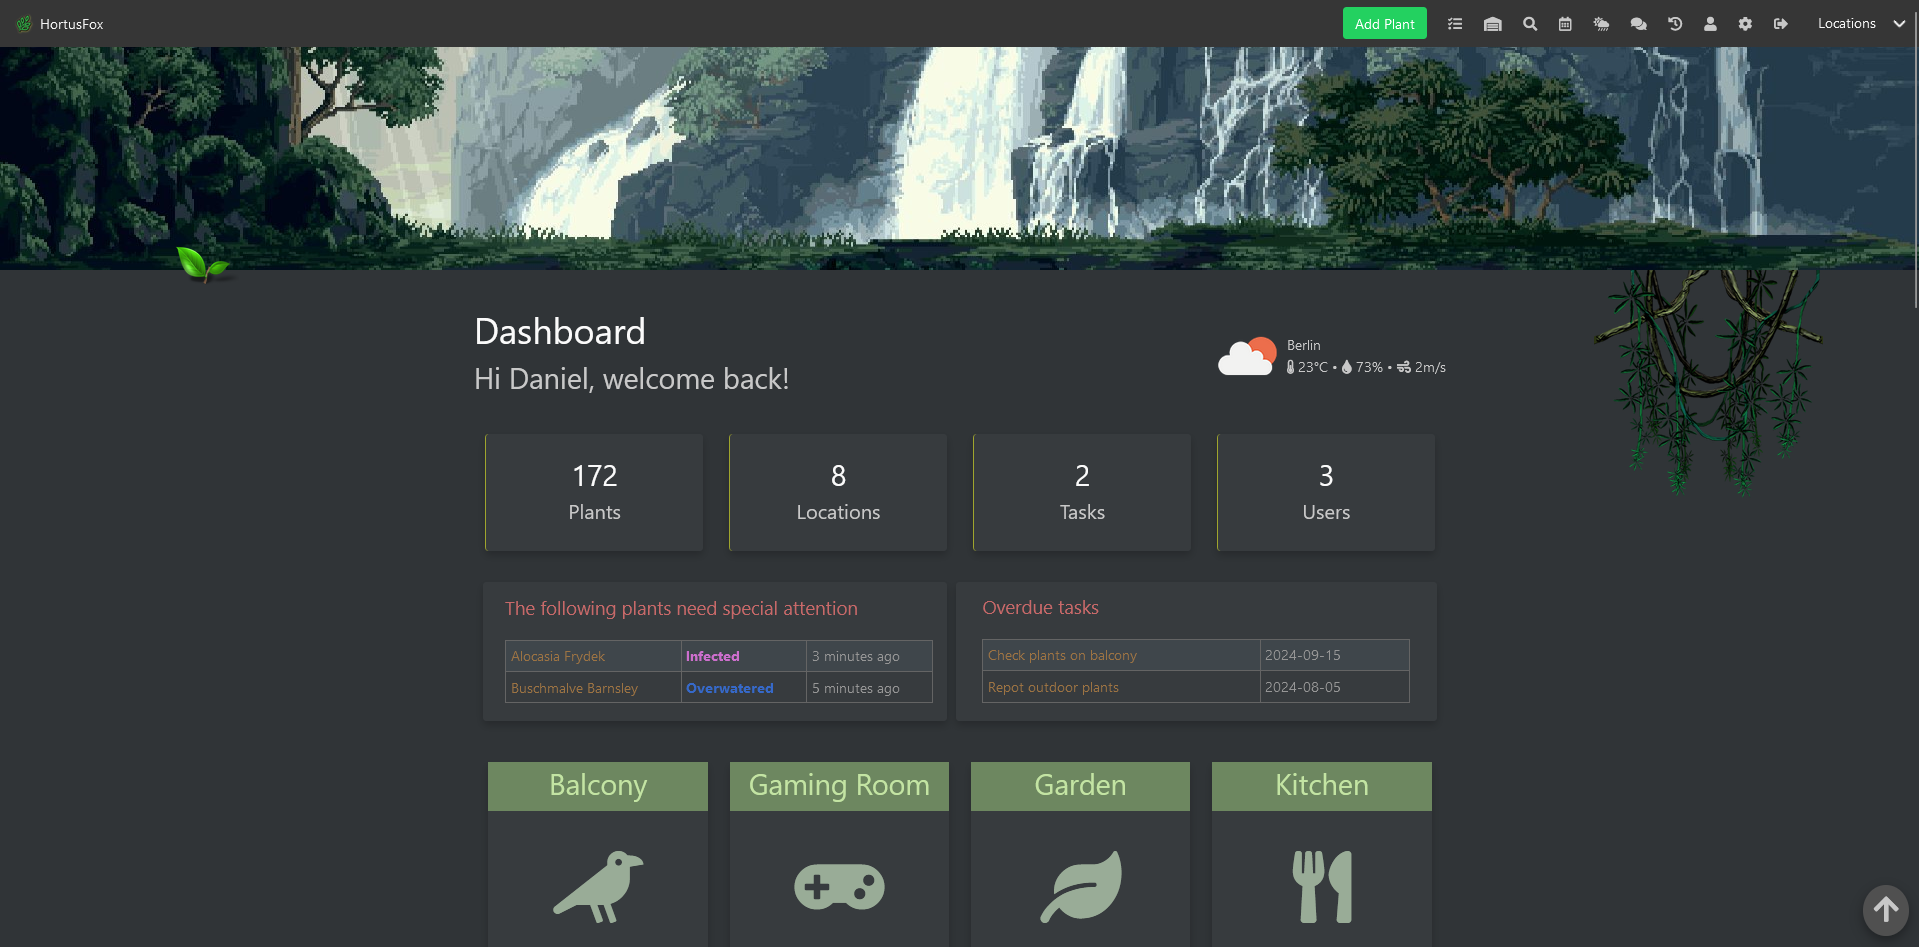 HortusFox
Add Plant
Locations
Dashboard
Hi Daniel, welcome back!
Berlin
23°C • 73% • 2m/s
172
Plants
8
Locations
2
Tasks
3
Users
The following plants need special attention
Alocasia Frydek Infected 3 minutes ago
Buschmalve Barnsley Overwatered 5 minutes ago
Overdue tasks
Check plants on balcony 2024-09-15
Repot outdoor plants 2024-08-05
Balcony
Gaming Room
Garden
Kitchen